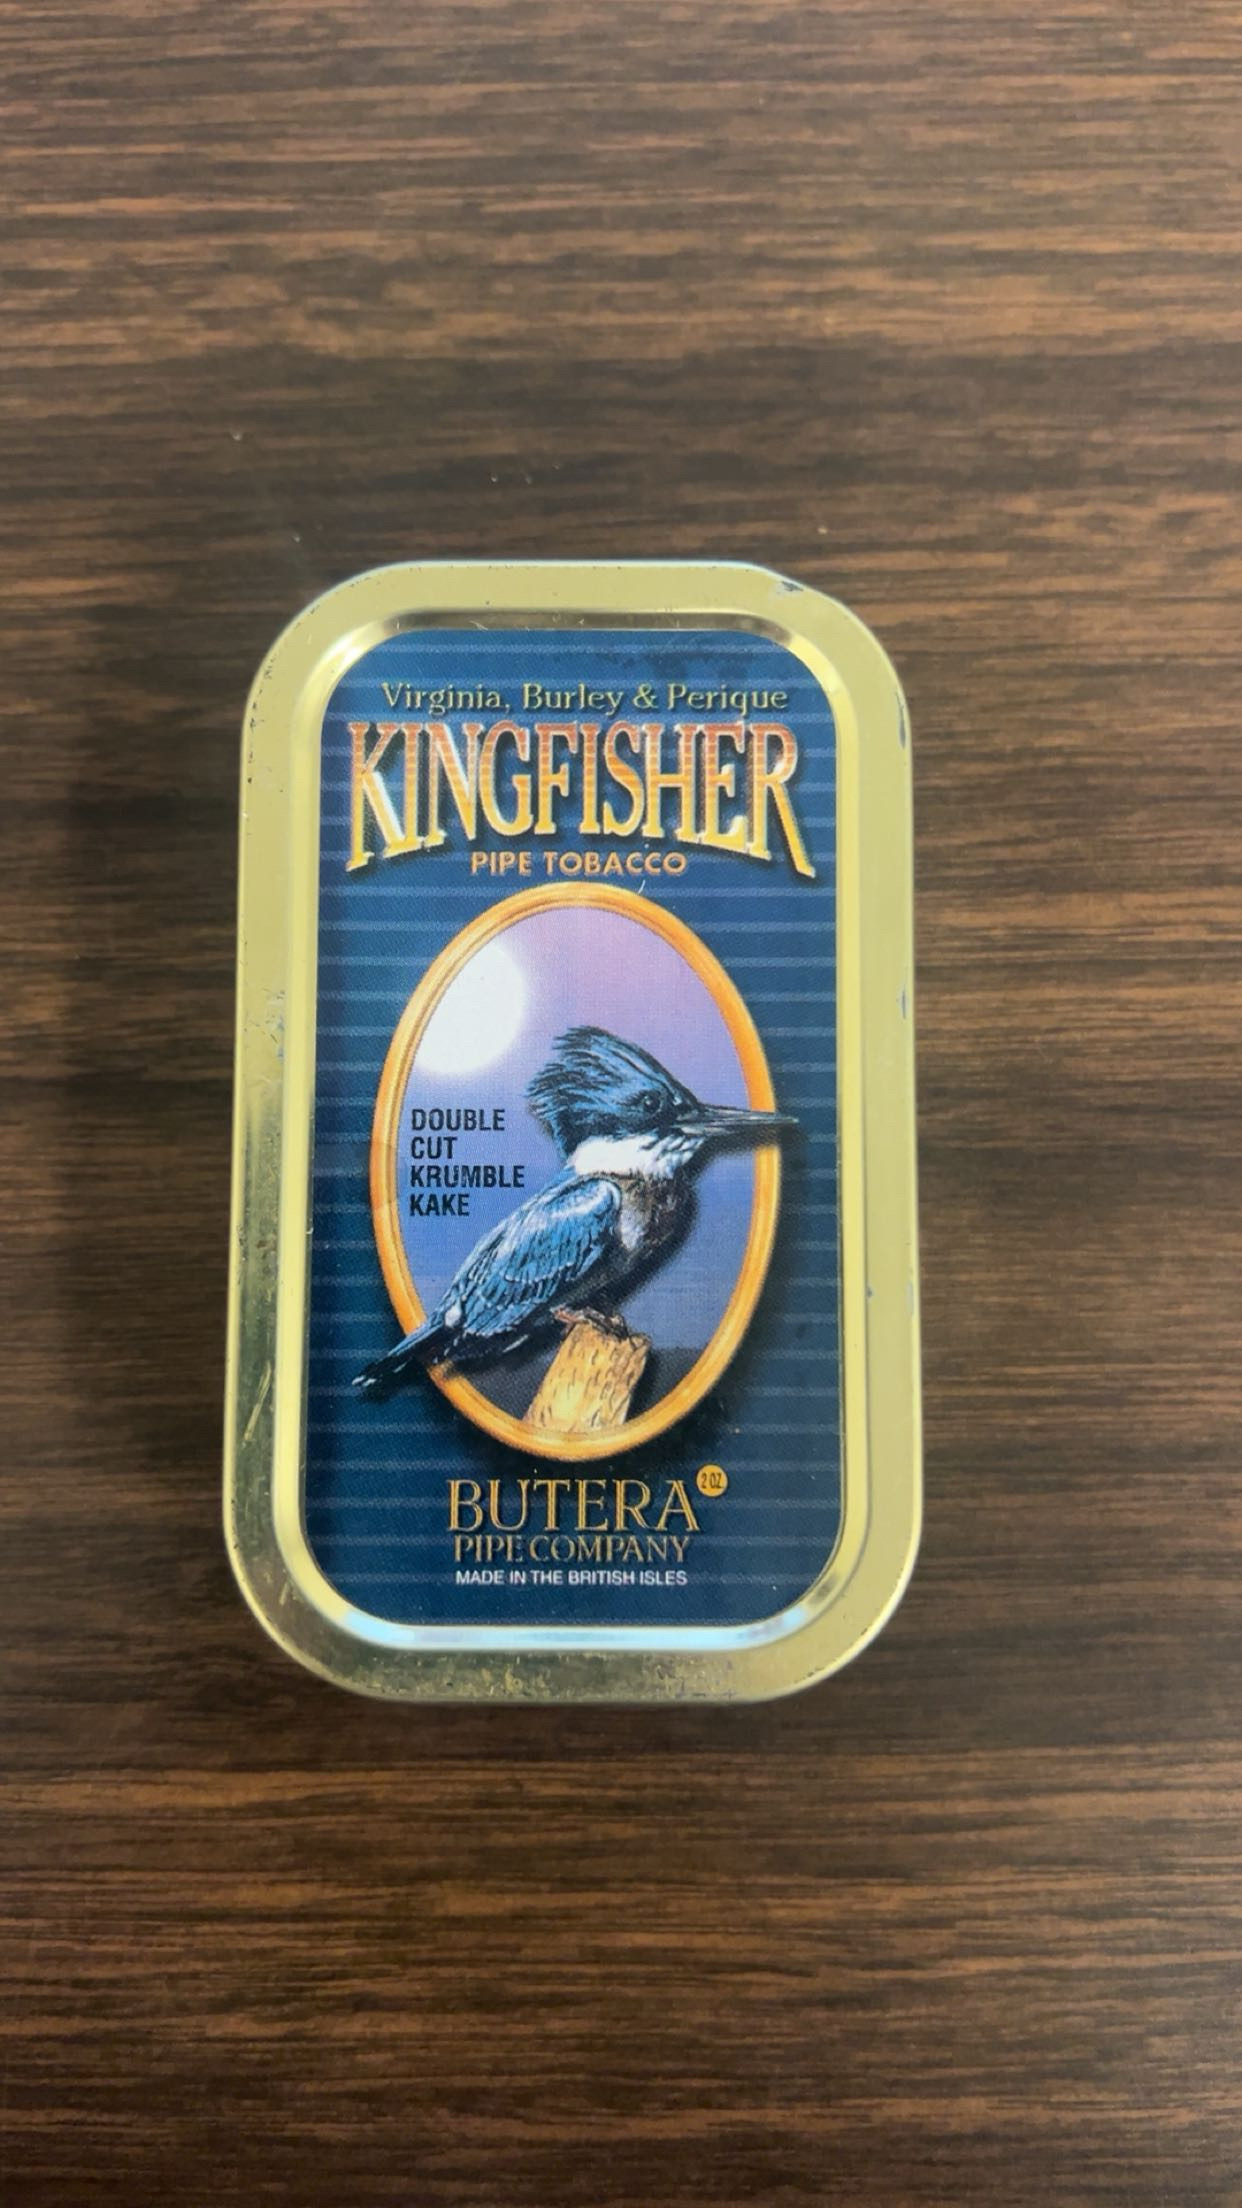 Virginia, Burley & Perique
KINGFISHER
PIPE TOBACCO
DOUBLE
CUT
KRUMBLE
KAKE
BUTERA
2 OZ.
PIPE COMPANY
MADE IN THE BRITISH ISLES